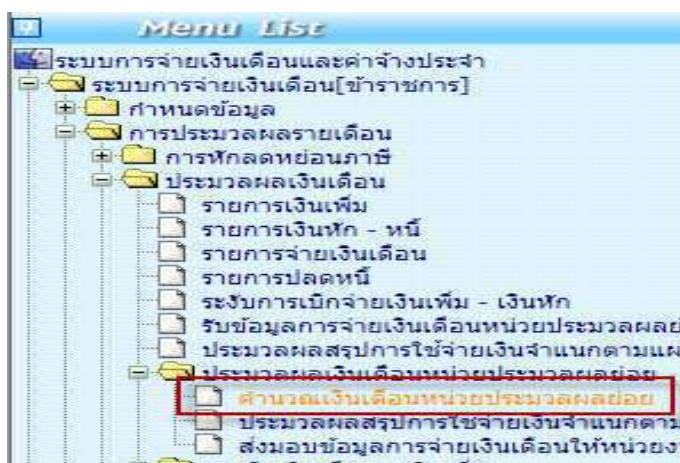 Menu List
ระบบการจ่ายเงินเดือนและค่าจ้างประจำ
ระบบการจ่ายเงินเดือน[ข้าราชการ]
กำหนดข้อมูล
การประมวลผลรายเดือน
การหักลดหย่อนภาษี
ประมวลผลเงินเดือน
รายการเงินเพิ่ม
รายการเงินหัก - หนี้
รายการจ่ายเงินเดือน
รายการปลดหนี้
ระงับการเบิกจ่ายเงินเพิ่ม - เงินหัก
รับข้อมูลการจ่ายเงินเดือนหน่วยประมวลผลย่
ประมวลผลสรุปการใช้จ่ายเงินจำแนกตามแผ
ประมวลผลเงินเดือนหน่วยประมวลผลย่อย
คำนวณเงินเดือนหน่วยประมวลผลย่อย
ประมวลผลสรุปการใช้จ่ายเงินจำแนกตาม
ส่งมอบข้อมูลการจ่ายเงินเดือนให้หน่วยง